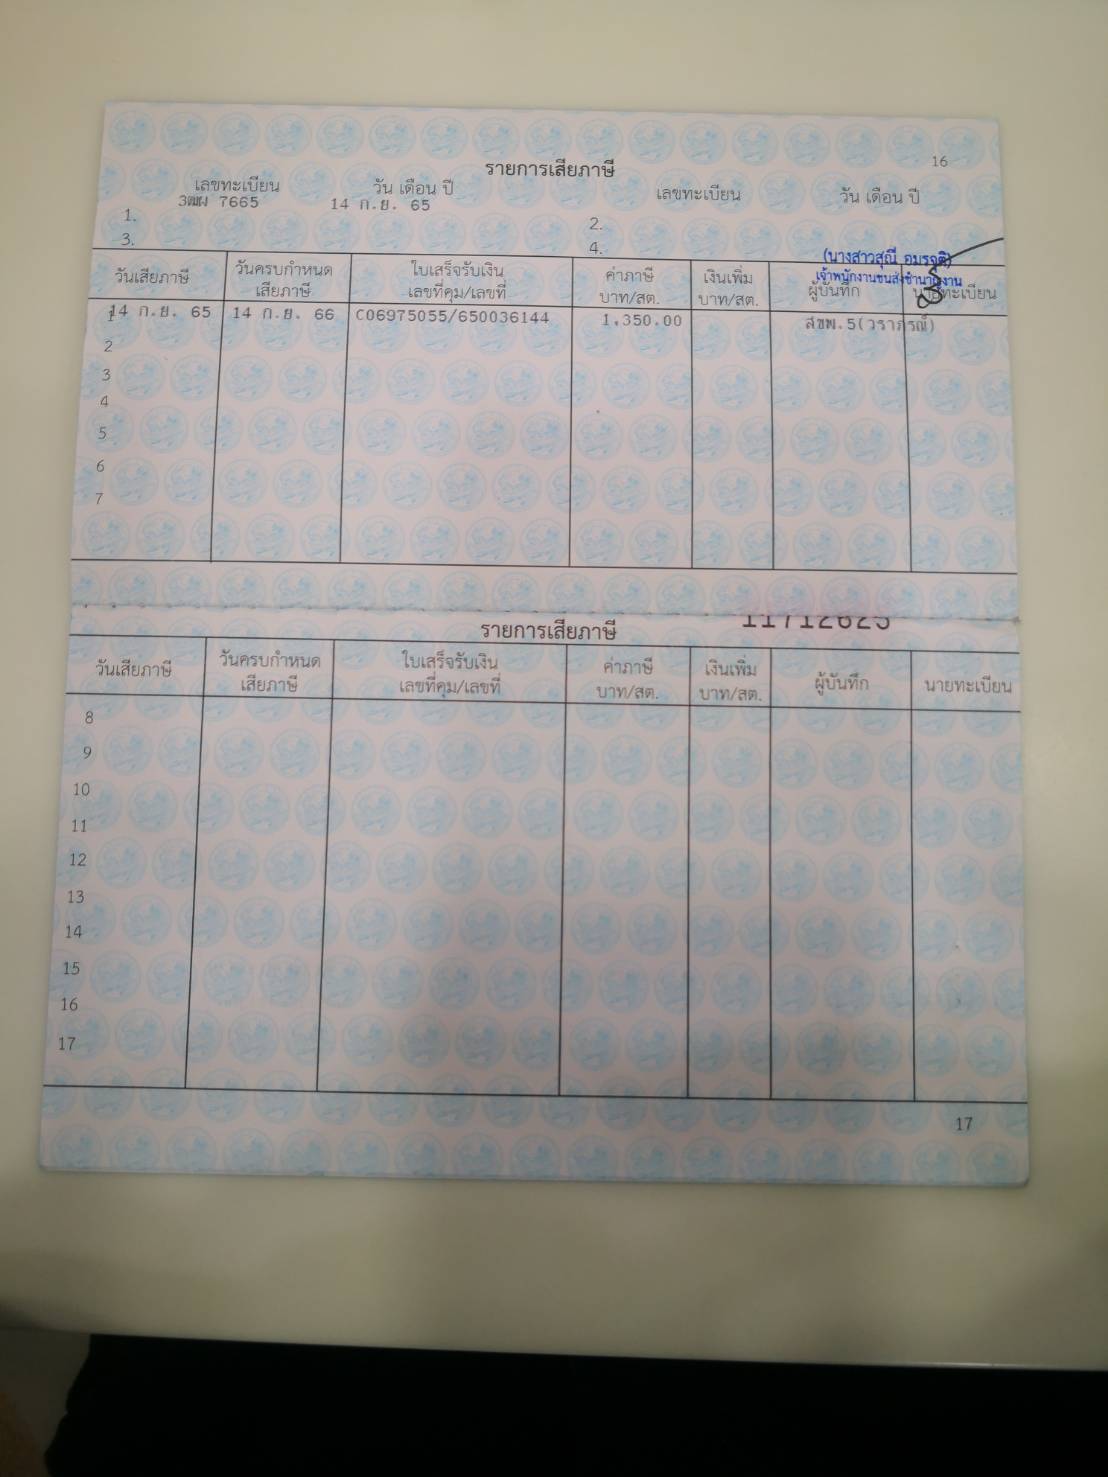 16
รายการเสียภาษี
เลขทะเบียน วัน เดือน ปี เลขทะเบียน วัน เดือน ปี
1. 3ฒผ 7665 14 ก.ย. 65 2.
3. 4.
(นางสาวสุณี
เจ้าพนักงานขนส่งชำนาญงาน
วันเสียภาษี วันครบกำหนด ใบเสร็จรับเงิน ค่าภาษี เงินเพิ่ม ผู้บันทึก นายทะเบียน
เสียภาษี เลขที่คุม/เลขที่ บาท/สต. บาท/สต.
1 14 ก.ย. 65 14 ก.ย. 66 C06975055/650036144 1,350.00 สขพ.5(วราภรณ์)
2
3
4
5
6
7
11712625
รายการเสียภาษี
วันเสียภาษี วันครบกำหนด ใบเสร็จรับเงิน ค่าภาษี เงินเพิ่ม ผู้บันทึก นายทะเบียน
เสียภาษี เลขที่คุม/เลขที่ บาท/สต. บาท/สต.
8
9
10
11
12
13
14
15
16
17
17